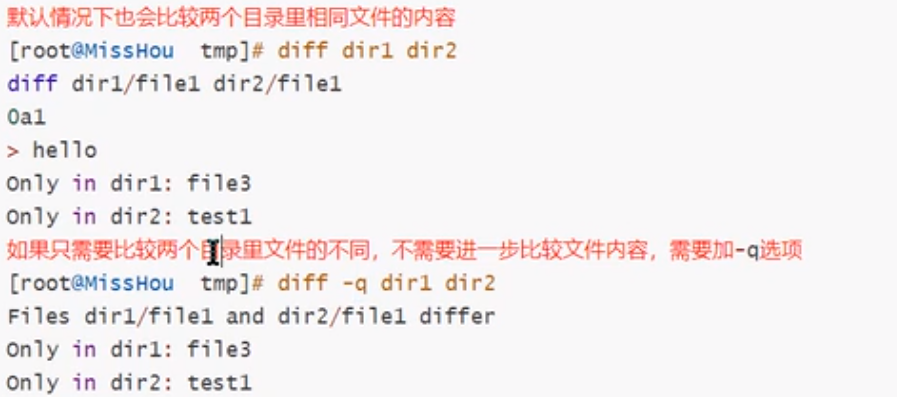 默认情况下也会比较两个目录里相同文件的内容
[root@MissHou  tmp]# diff dir1 dir2
diff dir1/file1 dir2/file1
0a1
> hello
Only in dir1: file3
Only in dir2: test1
如果只需要比较两个目录里文件的不同，不需要进一步比较文件内容，需要加-q选项
[root@MissHou  tmp]# diff -q dir1 dir2
Files dir1/file1 and dir2/file1 differ
Only in dir1: file3
Only in dir2: test1